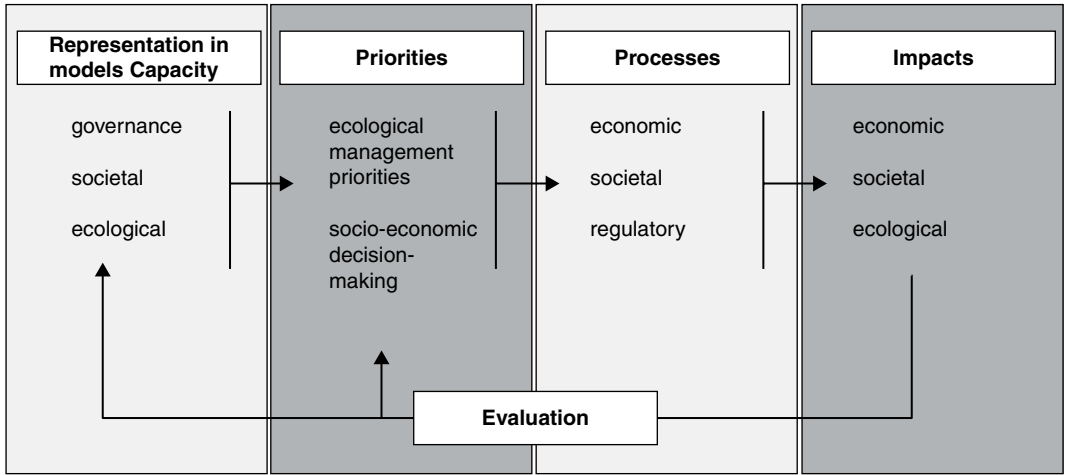 Representation in
models Capacity
governance
societal
ecological
Priorities
ecological
management
priorities
socio-economic
decision-
making
Processes
economic
societal
regulatory
Impacts
economic
societal
ecological
Evaluation